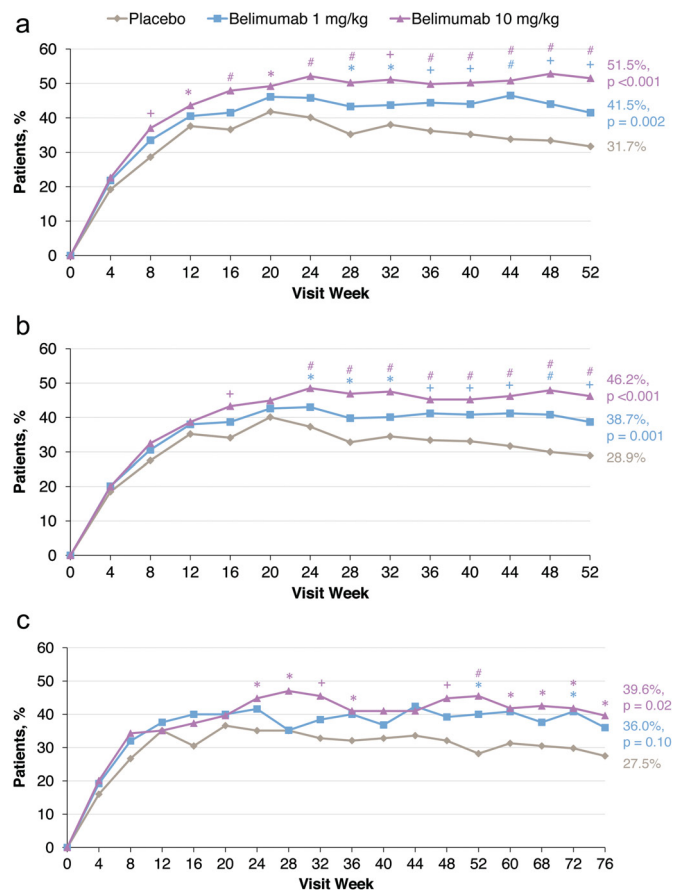 Placebo Belimumab 1 mg/kg Belimumab 10 mg/kg
a
Patients, %
60
50
40
30
20
10
0
+ * # * # # + # # # # #
* * + + # + +
51.5%,
p <0.001
41.5%,
p = 0.002
31.7%
0 4 8 12 16 20 24 28 32 36 40 44 48 52
Visit Week
b
Patients, %
60
50
40
30
20
10
0
+ # # # # # # # #
* * * + + + # +
46.2%,
p <0.001
38.7%,
p = 0.001
28.9%
0 4 8 12 16 20 24 28 32 36 40 44 48 52
Visit Week
c
Patients, %
60
50
40
30
20
10
0
* * + * + # * * * *
* *
39.6%,
p = 0.02
36.0%,
p = 0.10
27.5%
0 4 8 12 16 20 24 28 32 36 40 44 48 52 60 68 72 76
Visit Week